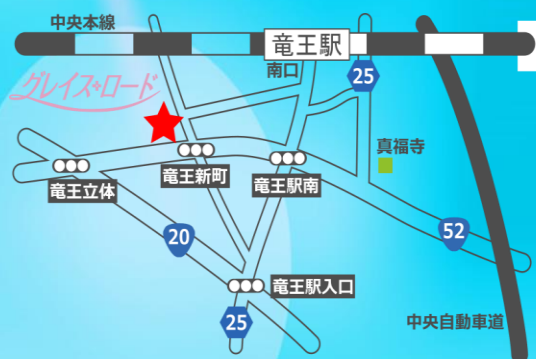 中央本線
竜王駅
南口
25
グレイス・ロード
真福寺
竜王新町
竜王駅南
竜王立体
20
52
竜王駅入口
25
中央自動車道